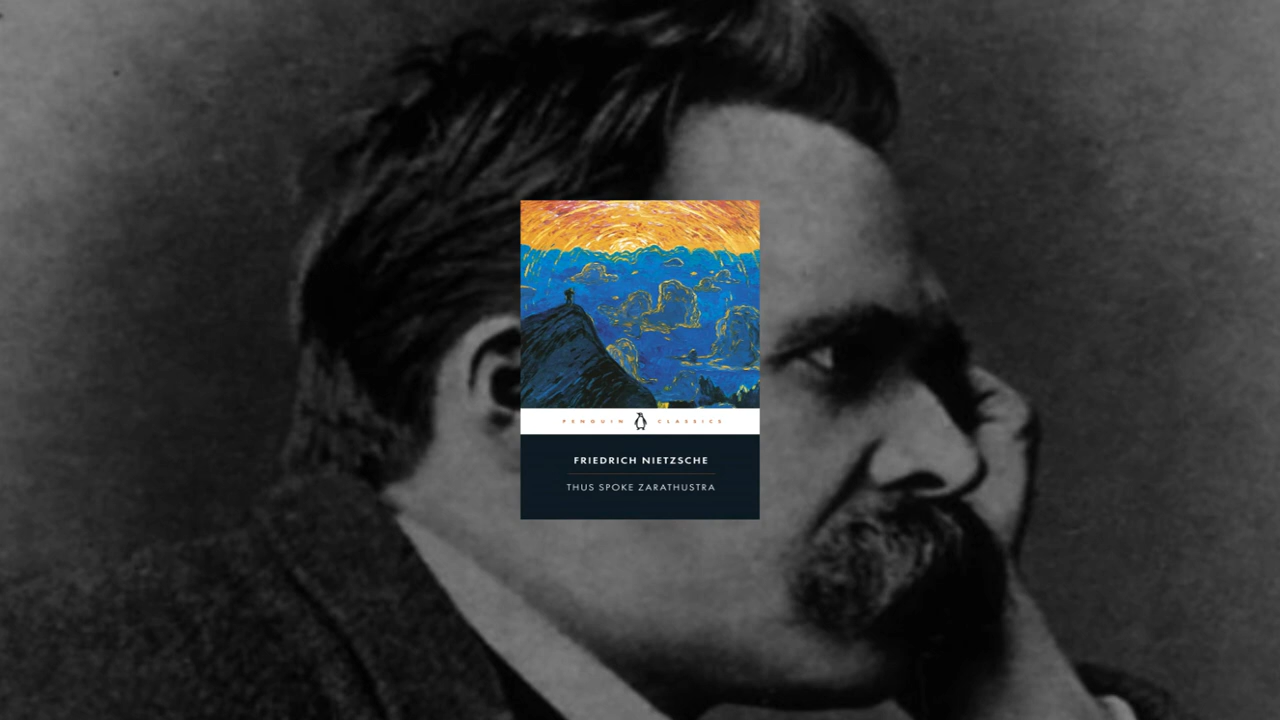 PENGUIN CLASSICS
FRIEDRICH NIETZSCHE
THUS SPOKE ZARATHUSTRA